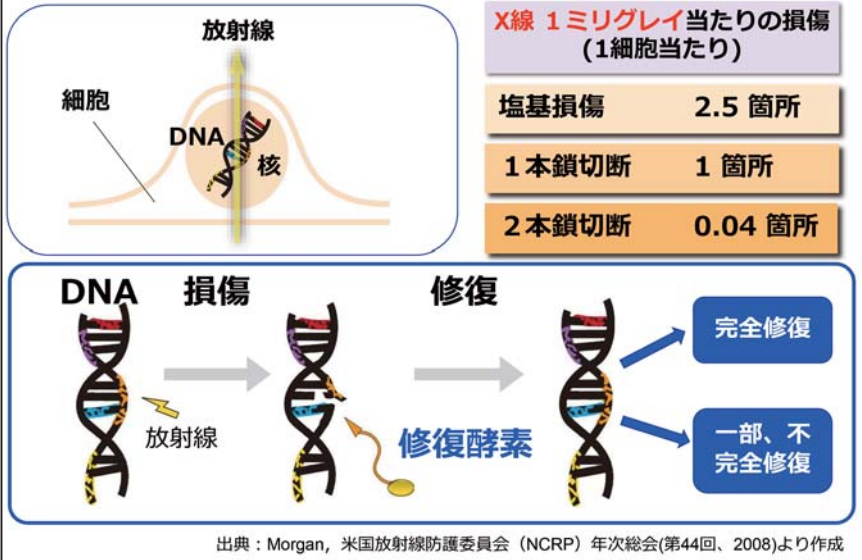 放射線
細胞
DNA
核
X線 1ミリグレイ当たりの損傷
(1細胞当たり)
塩基損傷 2.5 箇所
1本鎖切断 1 箇所
2本鎖切断 0.04 箇所
DNA 損傷 修復
放射線
修復酵素
完全修復
一部、不
完全修復
出典：Morgan, 米国放射線防護委員会（NCRP）年次総会(第44回、2008)より作成